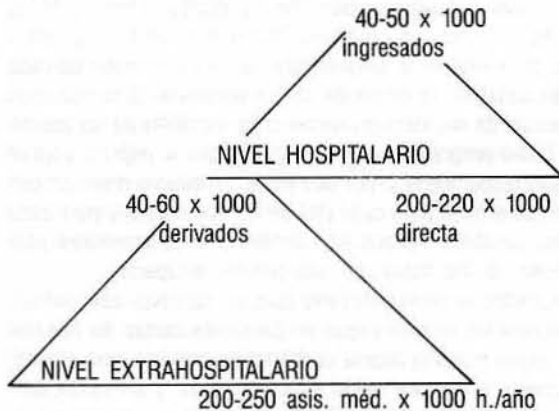 40-50 x 1000
ingresados
NIVEL HOSPITALARIO
40-60 x 1000
derivados
200-220 x 1000
directa
NIVEL EXTRAHOSPITALARIO
200-250 asis. méd. x 1000 h./año